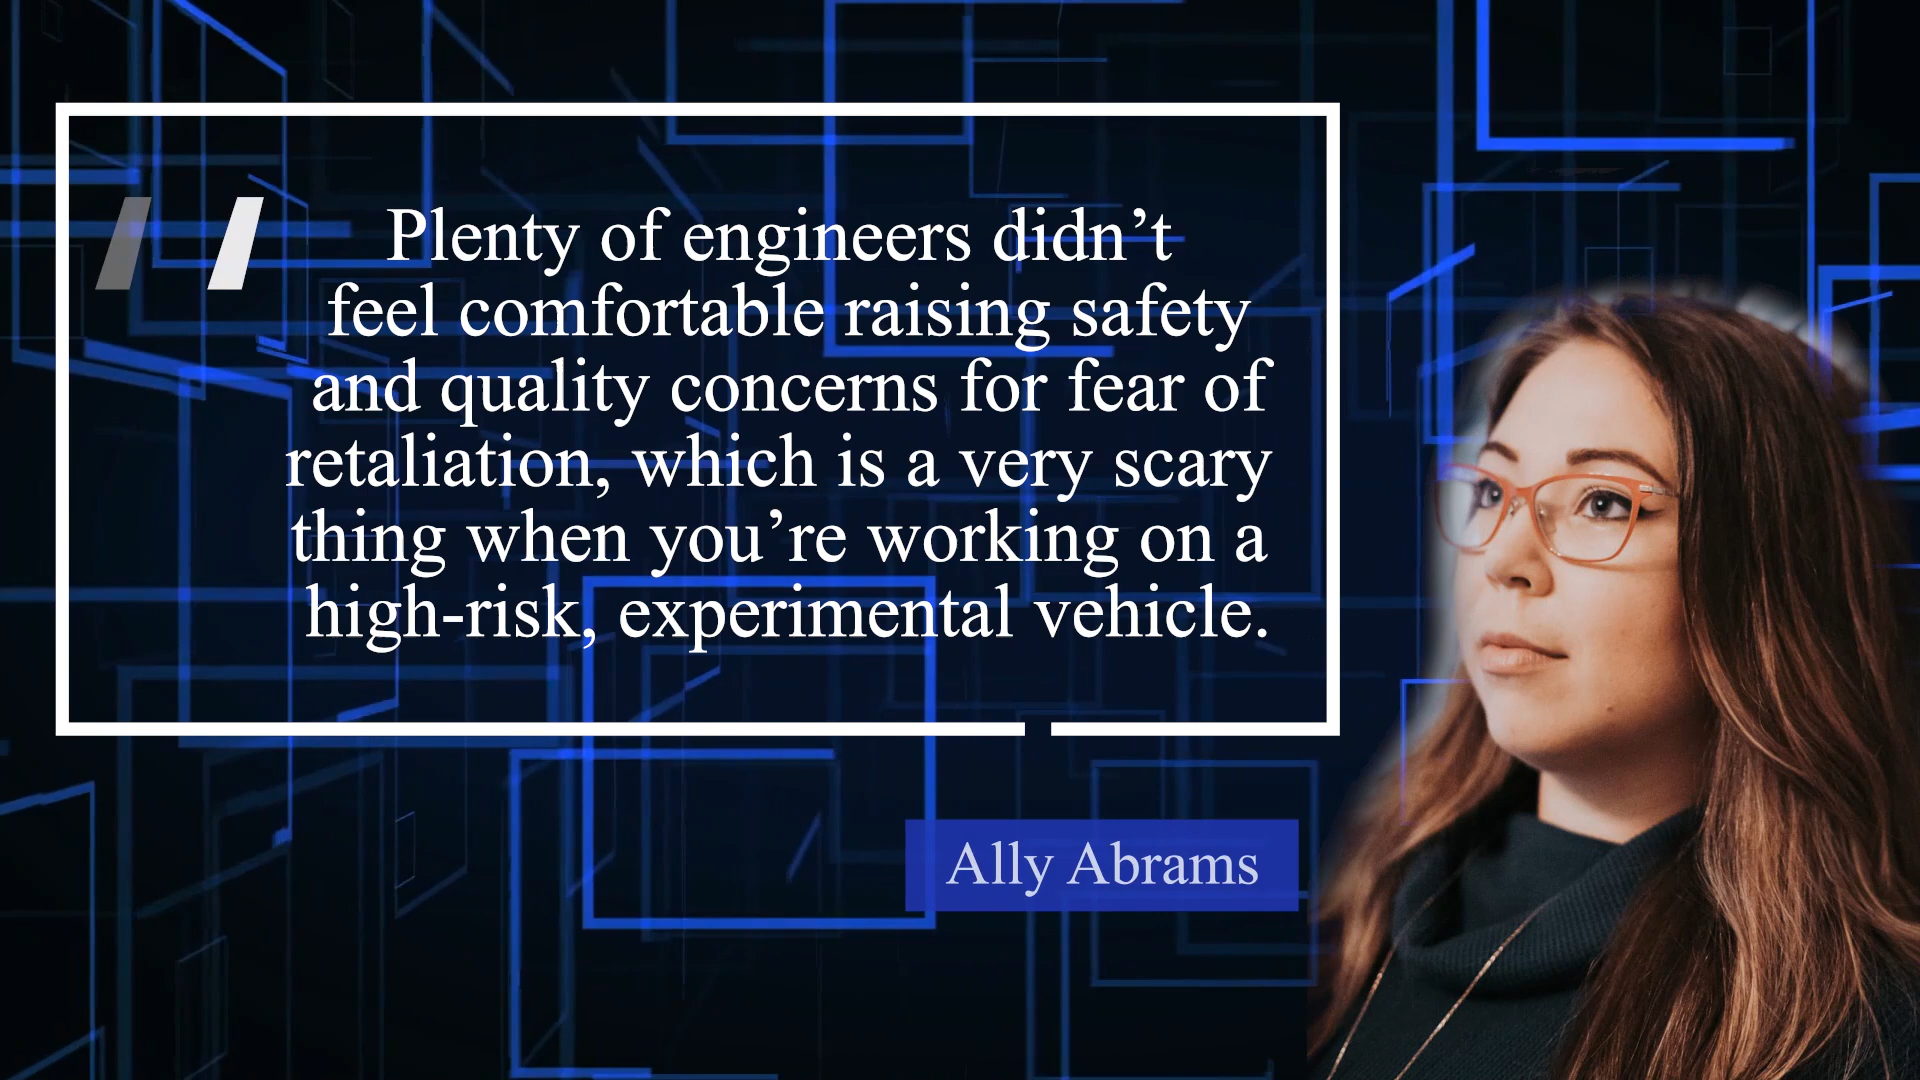 Plenty of engineers didn’t
feel comfortable raising safety
and quality concerns for fear of
retaliation, which is a very scary
thing when you’re working on a
high-risk, experimental vehicle.
Ally Abrams